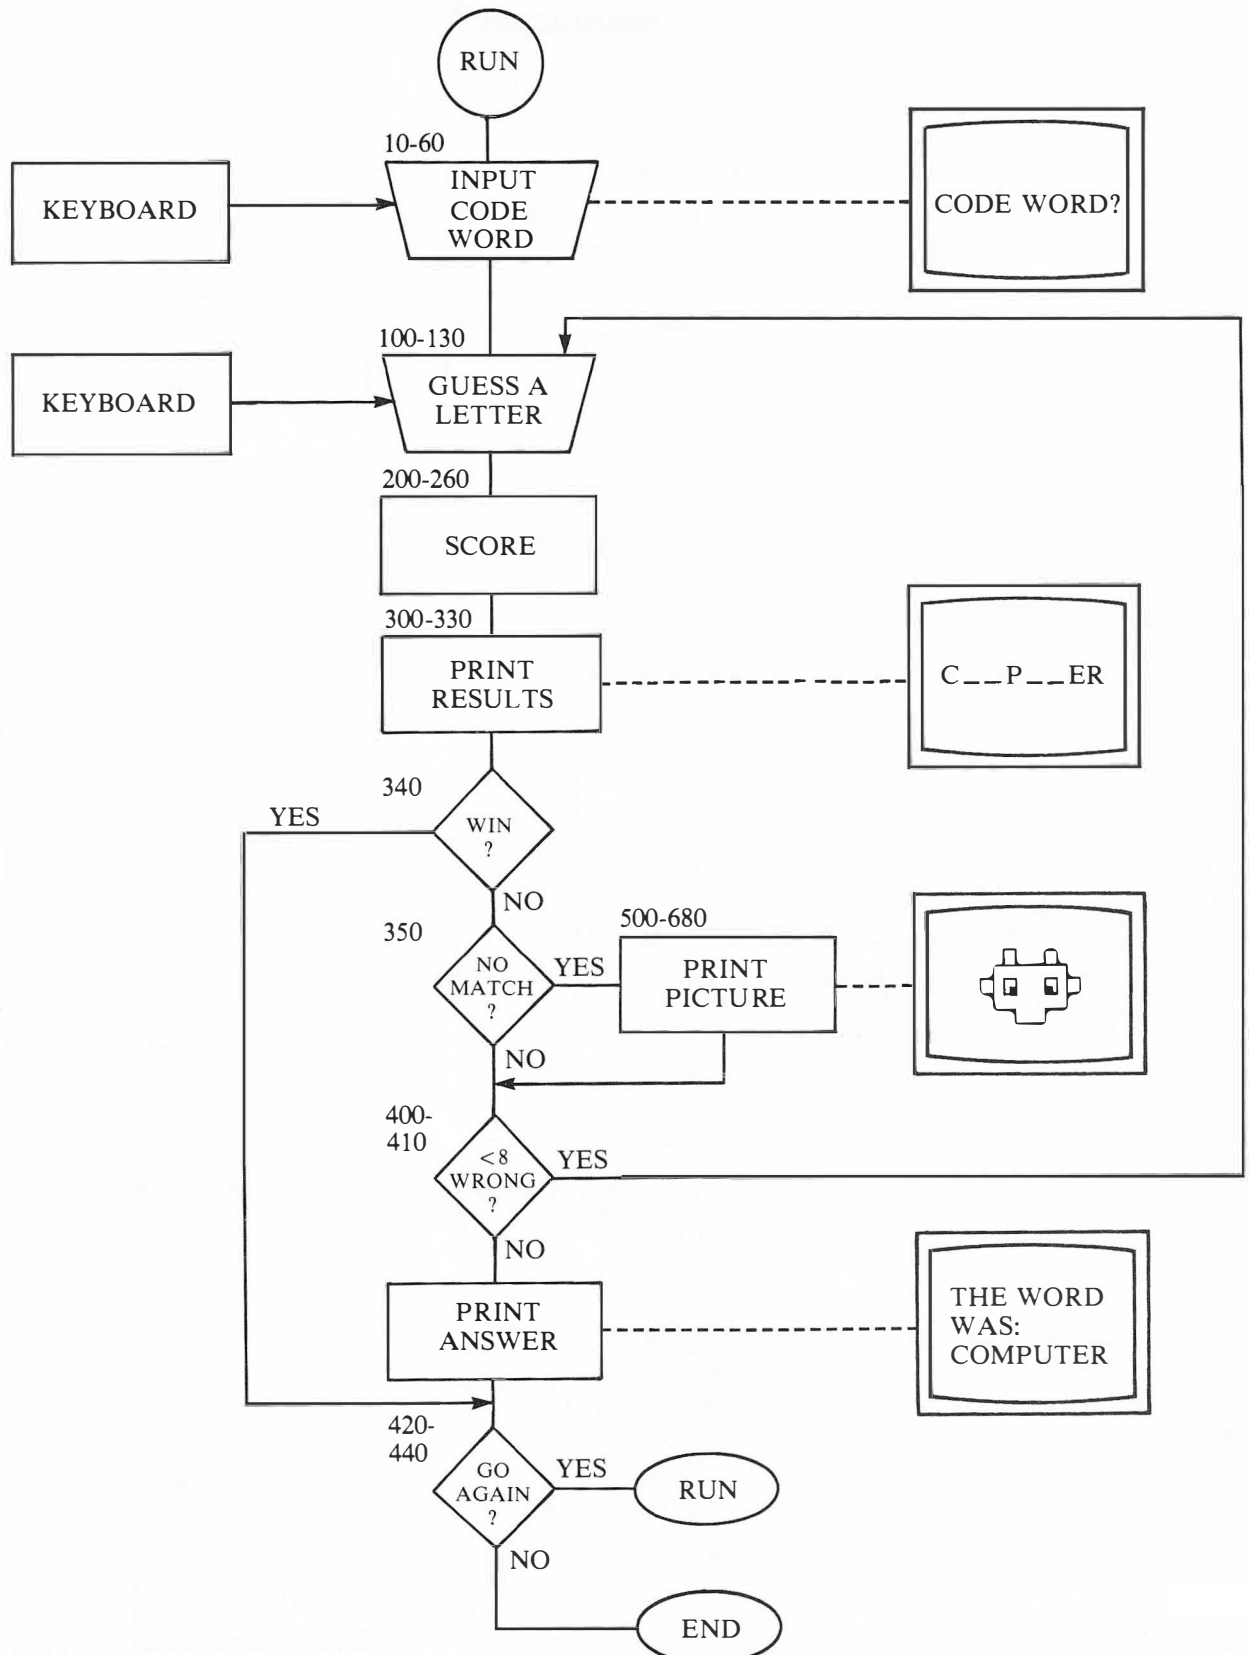 RUN
10-60
KEYBOARD
INPUT
CODE
WORD
CODE WORD?
100-130
KEYBOARD
GUESS A
LETTER
200-260
SCORE
300-330
PRINT
RESULTS
C__P__ER
340
YES
WIN
?
NO
350
500-680
NO
MATCH
?
YES
PRINT
PICTURE
NO
400-
410
<8
WRONG
?
YES
NO
PRINT
ANSWER
THE WORD
WAS:
COMPUTER
420-
440
GO
AGAIN
?
YES
RUN
NO
END